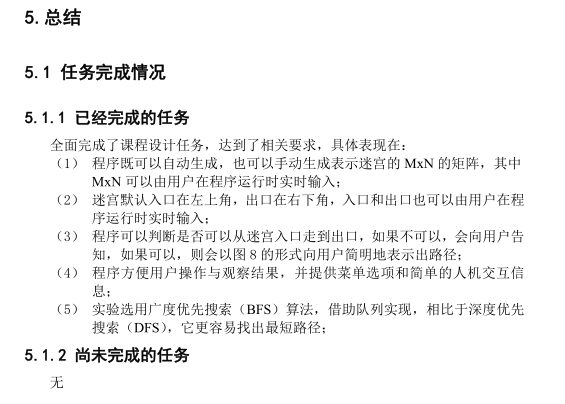 5.总结
5.1 任务完成情况
5.1.1 已经完成的任务
全面完成了课程设计任务，达到了相关要求，具体表现在：
（1） 程序既可以自动生成，也可以手动生成表示迷宫的 MxN 的矩阵，其中
MxN 可以由用户在程序运行时实时输入；
（2） 迷宫默认入口在左上角，出口在右下角，入口和出口也可以由用户在程
序运行时实时输入；
（3） 程序可以判断是否可以从迷宫入口走到出口，如果不可以，会向用户告
知，如果可以，则会以图 8 的形式向用户简明地表示出路径；
（4） 程序方便用户操作与观察结果，并提供菜单选项和简单的人机交互信
息；
（5） 实验选用广度优先搜索（BFS）算法，借助队列实现，相比于深度优先
搜索（DFS），它更容易找出最短路径；
5.1.2 尚未完成的任务
无